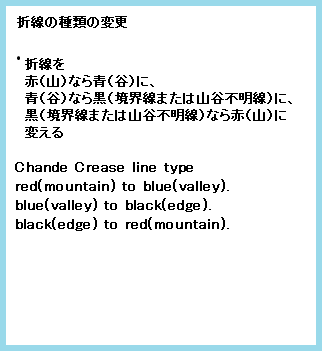 折線の種類の変更
・折線を
赤(山)なら青(谷)に、
青(谷)なら黒(境界線または山谷不明線)に、
黒(境界線または山谷不明線)なら赤(山)に
変える
Chande Crease line type
red(mountain) to blue(valley).
blue(valley) to black(edge).
black(edge) to red(mountain).